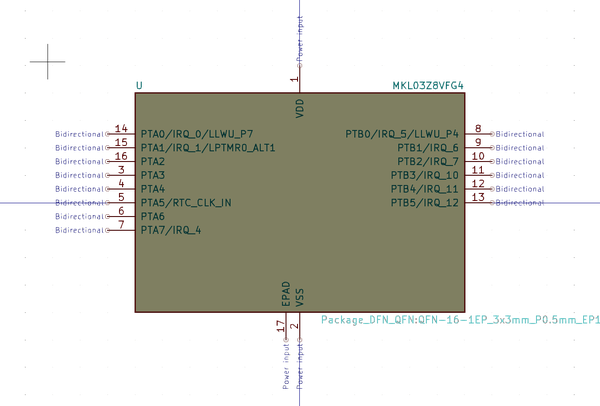 Power input
1
U MKL03Z8VFG4
VDD
Bidirectional 14 PTA0/IRQ_0/LLWU_P7 PTB0/IRQ_5/LLWU_P4 8 Bidirectional
Bidirectional 15 PTA1/IRQ_1/LPTMR0_ALT1 PTB1/IRQ_6 9 Bidirectional
Bidirectional 16 PTA2 PTB2/IRQ_7 10 Bidirectional
Bidirectional 3 PTA3 PTB3/IRQ_10 11 Bidirectional
Bidirectional 4 PTA4 PTB4/IRQ_11 12 Bidirectional
Bidirectional 5 PTA5/RTC_CLK_IN PTB5/IRQ_12 13 Bidirectional
Bidirectional 6 PTA6
Bidirectional 7 PTA7/IRQ_4
EPAD VSS
17 2
Package_DFN_QFN:QFN-16-1EP_3x3mm_P0.5mm_EP1
Power input Power input